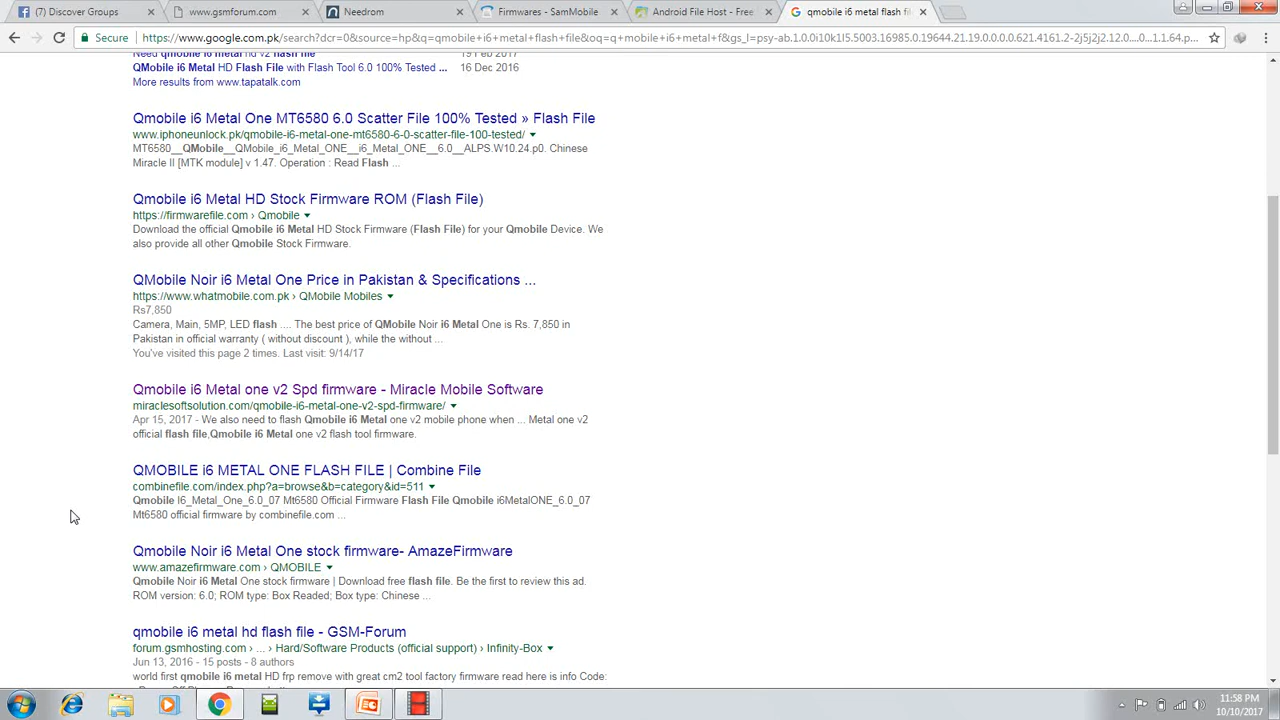 (Discover Groups
www.gsmforum.com
Needrom
Firmwares - SamMobile
Android File Host - Free
qmobile i6 metal flash fi
Secure
https://www.google.com.pk/search?dcr=0&source=hp&q=qmobile+i6+metal+flash+file&oq=q+mobile+i6+metal+f&gs_l=psy-ab.1.0.0i10k1l5.5003.16985.0.19644.21.19.0.0.0.0.621.4161.2-2j5j2j2.12.0....0...1.1.64.p...
Need qmobile i6 metal hd v2 flash file 19 Feb 2017
QMobile i6 Metal HD Flash File with Flash Tool 6.0 100% Tested ... 16 Dec 2016
More results from www.tapatalk.com
Qmobile i6 Metal One MT6580 6.0 Scatter File 100% Tested » Flash File
www.iphoneunlock.pk/qmobile-i6-metal-one-mt6580-6-0-scatter-file-100-tested/
MT6580__QMobile__QMobile_i6_Metal_ONE__i6_Metal_ONE__6.0__ALPS.W10.24.p0. Chinese
Miracle II [MTK module] v 1.47. Operation : Read Flash ...
Qmobile i6 Metal HD Stock Firmware ROM (Flash File)
https://firmwarefile.com › Qmobile
Download the official Qmobile i6 Metal HD Stock Firmware (Flash File) for your Qmobile Device. We
also provide all other Qmobile Stock Firmware.
QMobile Noir i6 Metal One Price in Pakistan & Specifications ...
https://www.whatmobile.com.pk › QMobile Mobiles
Rs7,850
Camera, Main, 5MP, LED flash .... The best price of QMobile Noir i6 Metal One is Rs. 7,850 in
Pakistan in official warranty ( without discount ), while the without ...
You've visited this page 2 times. Last visit: 9/14/17
Qmobile i6 Metal one v2 Spd firmware - Miracle Mobile Software
miraclesoftsolution.com/qmobile-i6-metal-one-v2-spd-firmware/
Apr 15, 2017 - We also need to flash Qmobile i6 Metal one v2 mobile phone when ... Metal one v2
official flash file,Qmobile i6 Metal one v2 flash tool firmware.
QMOBILE i6 METAL ONE FLASH FILE | Combine File
combinefile.com/index.php?a=browse&b=category&id=511
Qmobile I6_Metal_One_6.0_07 Mt6580 Official Firmware Flash File Qmobile i6MetalONE_6.0_07
Mt6580 official firmware by combinefile.com ...
Qmobile Noir i6 Metal One stock firmware- AmazeFirmware
www.amazefirmware.com › QMOBILE
Qmobile Noir i6 Metal One stock firmware | Download free flash file. Be the first to review this ad.
ROM version: 6.0; ROM type: Box Readed; Box type: Chinese ...
qmobile i6 metal hd flash file - GSM-Forum
forum.gsmhosting.com › ... › Hard/Software Products (official support) › Infinity-Box
Jun 13, 2016 - 15 posts - 8 authors
world first qmobile i6 metal HD frp remove with great cm2 tool factory firmware read here is info Code:
11:58 PM
10/10/2017